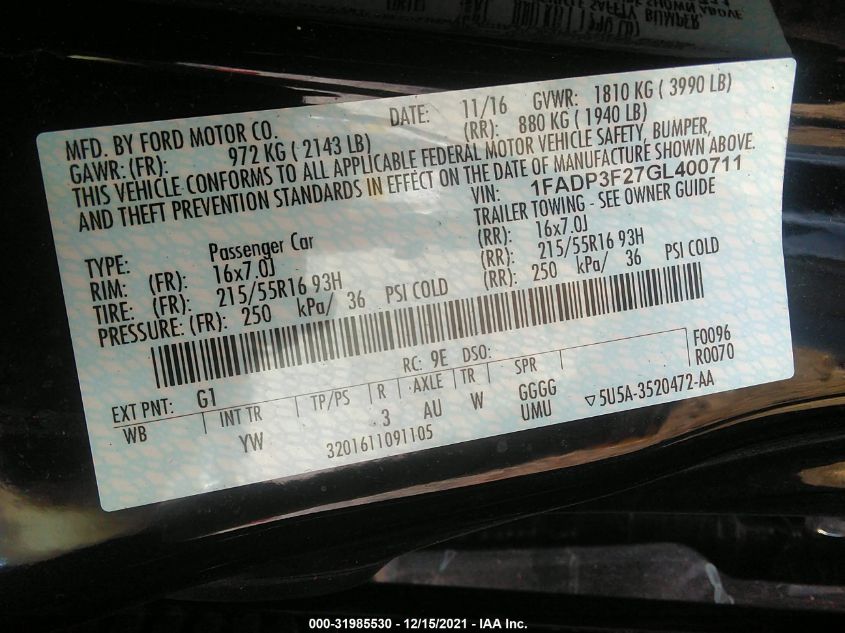 MFD. BY FORD MOTOR CO. DATE: 11/16 GVWR: 1810 KG ( 3990 LB)
GAWR: (FR): 972 KG ( 2143 LB) (RR): 880 KG ( 1940 LB)
THIS VEHICLE CONFORMS TO ALL APPLICABLE FEDERAL MOTOR VEHICLE SAFETY, BUMPER,
AND THEFT PREVENTION STANDARDS IN EFFECT ON THE DATE OF MANUFACTURE SHOWN ABOVE.
VIN: 1FADP3F27GL400711
TRAILER TOWING - SEE OWNER GUIDE
TYPE: Passenger Car
RIM: (FR): 16x7.0J (RR): 16x7.0J
TIRE: (FR): 215/55R16 93H (RR): 215/55R16 93H
PRESSURE: (FR): 250 kPa/ 36 PSI COLD (RR): 250 kPa/ 36 PSI COLD
RC: 9E DSO: F0096
EXT PNT: G1 R0070
WB INT TR TP/PS R AXLE TR SPR
YW 3 AU W GGGG
UMU ▽5U5A-3520472-AA
3201611091105
000-31985530 - 12/15/2021 - IAA Inc.